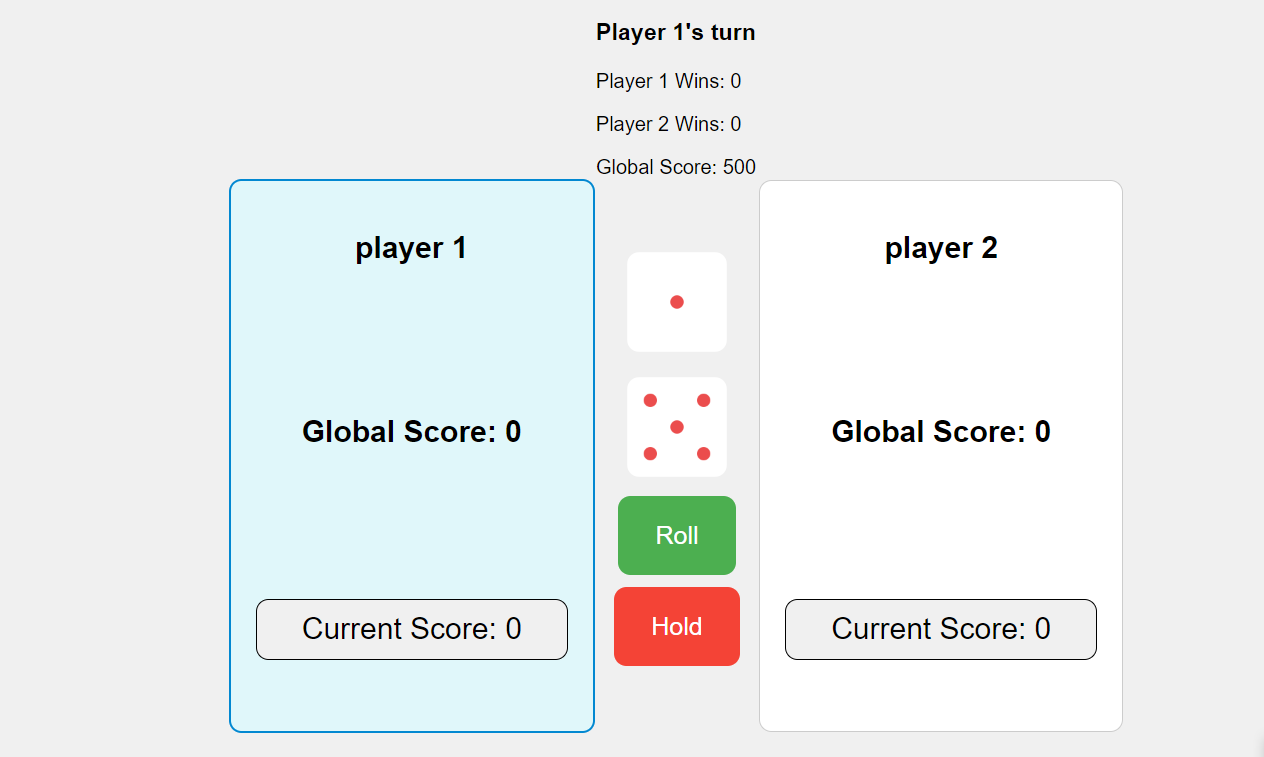 Player 1's turn
Player 1 Wins: 0
Player 2 Wins: 0
Global Score: 500
player 1
Global Score: 0
Current Score: 0
Roll
Hold
player 2
Global Score: 0
Current Score: 0